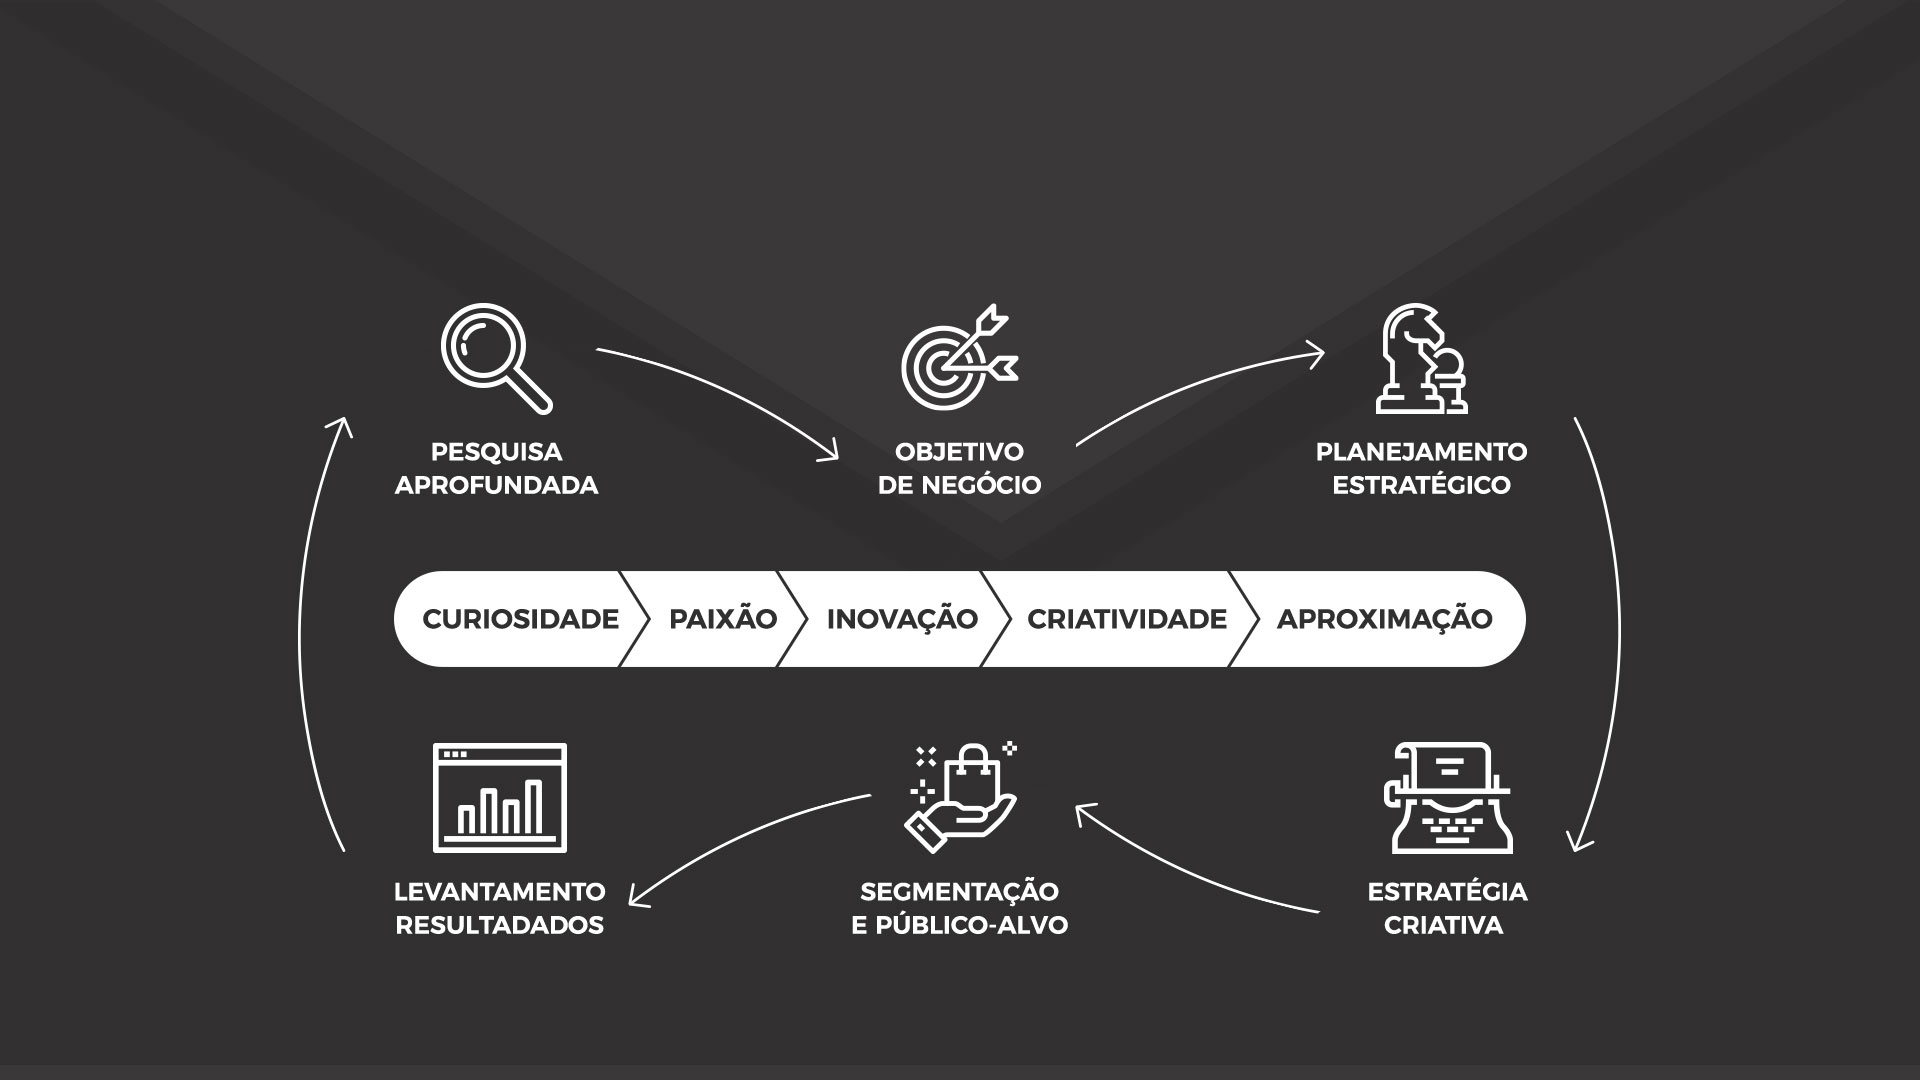 PESQUISA
APROFUNDADA
OBJETIVO
DE NEGÓCIO
PLANEJAMENTO
ESTRATÉGICO
CURIOSIDADE
PAIXÃO
INOVAÇÃO
CRIATIVIDADE
APROXIMAÇÃO
LEVANTAMENTO
RESULTADADOS
SEGMENTAÇÃO
E PÚBLICO-ALVO
ESTRATÉGIA
CRIATIVA